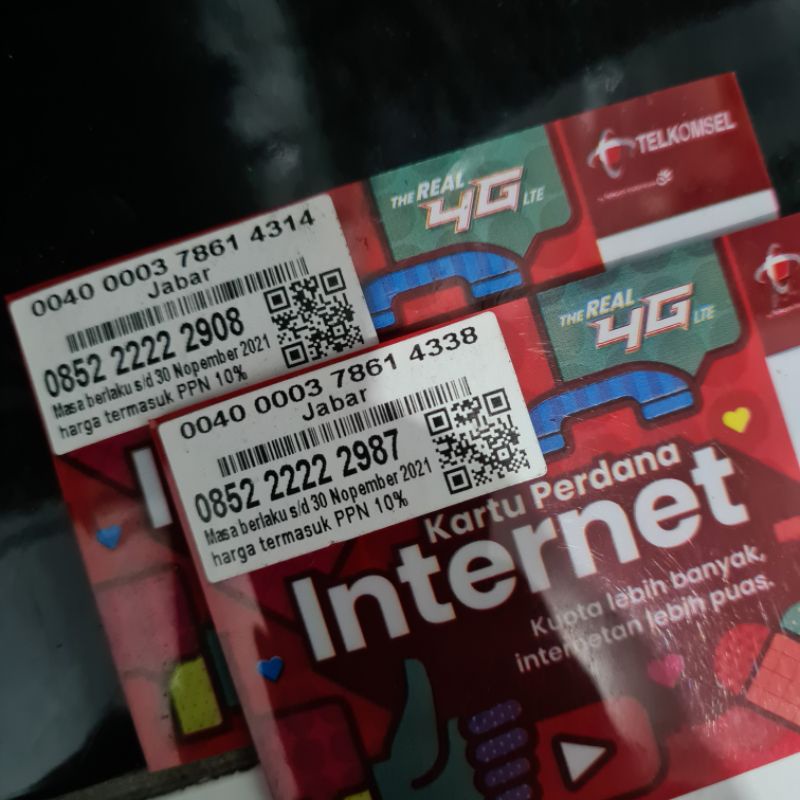 TELKOMSEL
THE REAL
4G LTE
0040 0003 7861 4314
Jabar
0852 2222 2908
Masa berlaku s/d 30 Nopember 2021
harga termasuk PPN 10%
THE REAL
4G LTE
0040 0003 7861 4338
Jabar
0852 2222 2987
Masa berlaku s/d 30 Nopember 2021
harga termasuk PPN 10%
Kartu Perdana
Internet
Kuota lebih banyak,
internetan lebih puas.